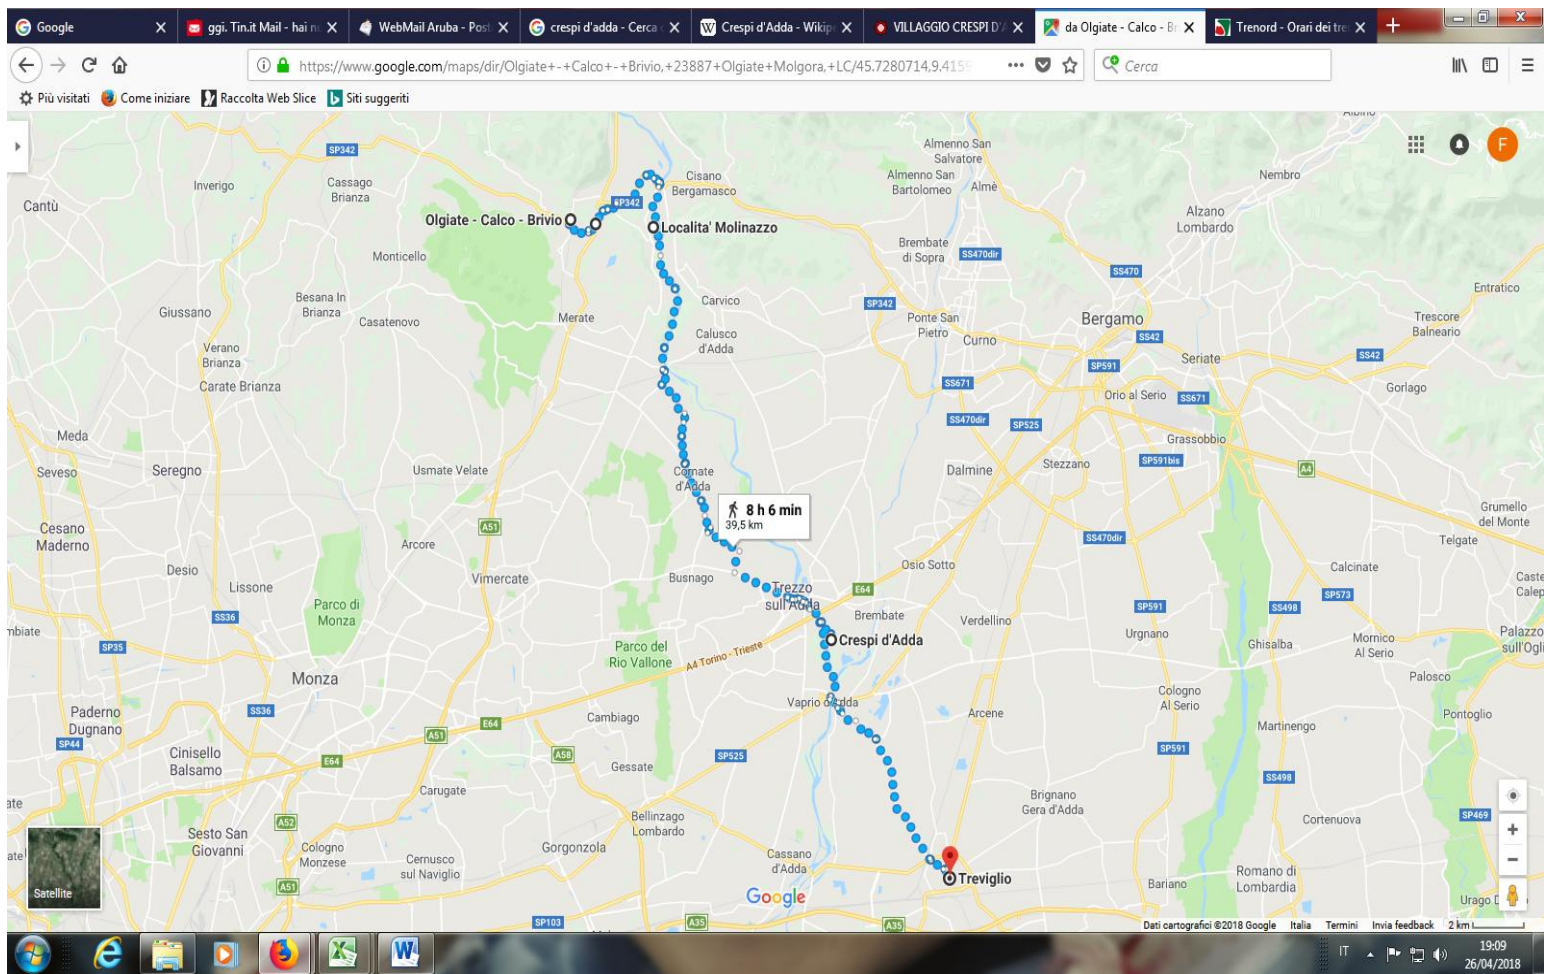 Google
ggi. Tin.it Mail - hai n
WebMail Aruba - Post
crespi d'adda - Cerca
Crespi d'Adda - Wikip
VILLAGGIO CRESPI D'A
da Olgiate - Calco - Br
Trenord - Orari dei tre
https://www.google.com/maps/dir/Olgiate+-+Calco+-+Brivio,+23887+Olgiate+Molgora,+LC/45.7280714,9.4159
Cerca
Più visitati
Come iniziare
Raccolta Web Slice
Siti suggeriti
Almenno San
Salvatore
SP342
Cisano
Bergamasco
Almenno San
Bartolomeo
Almè
Nembro
Inverigo
Cassago
Brianza
Cantù
SP342
Olgiate - Calco - Brivio
Localita' Molinazzo
Alzano
Lombardo
Monticello
Brembate
di Sopra
SS470dir
SS470
Entratico
Besana In
Brianza
Giussano
Casatenovo
Merate
Carvico
SP342
Ponte San
Pietro
Curno
Bergamo
SS42
Trescore
Balneario
Verano
Brianza
Calusco
d'Adda
Seriate
SS42
SP591
Carate Brianza
SS671
Orio al Serio
SS671
Gorlago
SS470dir
SP525
Grassobbio
Meda
Seveso
Seregno
Usmate Velate
Cornate
d'Adda
Dalmine
Stezzano
SP591bis
A4
8 h 6 min
39,5 km
Grumello
del Monte
Telgate
Cesano
Maderno
A51
Arcore
SS470dir
Desio
Lissone
Vimercate
Busnago
Trezzo
sull'Adda
Osio Sotto
E64
Calcinate
Caste
Calep
SP573
Parco di
Monza
SS36
Brembate
Verdellino
SP591
SS498
mbiate
SP35
Crespi d'Adda
Urgnano
Ghisalba
Mornico
Al Serio
Palazzo
sull'Ogli
Parco del
Rio Vallone
A4 Torino - Trieste
Monza
Palosco
SS36
Vaprio d'Adda
Cologno
Al Serio
Paderno
Dugnano
SP44
Cambiago
Arcene
Martinengo
Pontoglio
E64
A51
A58
SP525
SP591
Cinisello
Balsamo
E64
Gessate
SS498
Carugate
Brignano
Gera d'Adda
Bellinzago
Lombardo
Cortenuova
SP469
A52
Sesto San
Giovanni
Cologno
Monzese
Cernusco
sul Naviglio
Gorgonzola
Cassano
d'Adda
Treviglio
Bariano
Romano di
Lombardia
A51
Satellite
Google
SP103
A35
A35
Dati cartografici ©2018 Google
Italia
Termini
Invia feedback
2 km
IT
19:09
26/04/2018